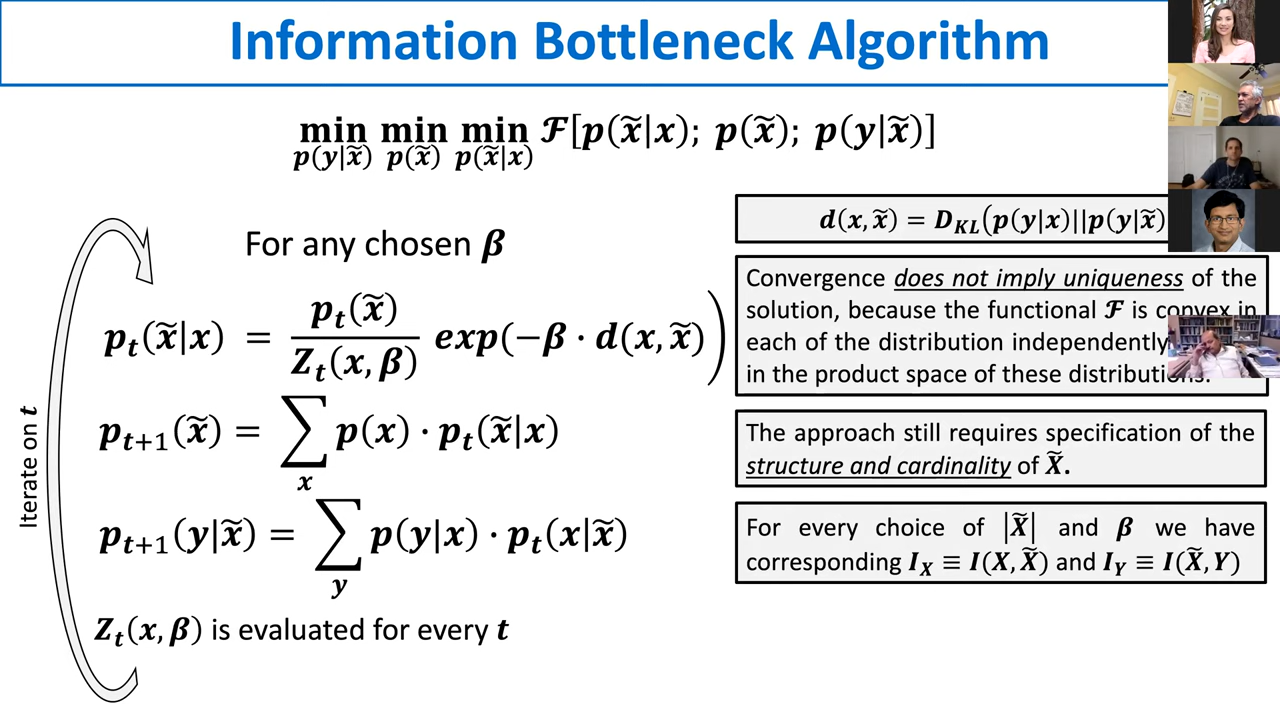 Information Bottleneck Algorithm
min min min 𝓕[p(x̃|x); p(x̃); p(y|x̃)]
p(y|x̃) p(x̃) p(x̃|x)
For any chosen β
p_t(x̃|x) = p_t(x̃) / Z_t(x, β) exp(−β · d(x, x̃))
p_{t+1}(x̃) = ∑_x p(x) · p_t(x̃|x)
p_{t+1}(y|x̃) = ∑_y p(y|x) · p_t(x|x̃)
Z_t(x, β) is evaluated for every t
Iterate on t
d(x, x̃) = D_{KL}(p(y|x)||p(y|x̃)
Convergence does not imply uniqueness of the
solution, because the functional 𝓕 is convex in
each of the distribution independently
in the product space of these distributions.
The approach still requires specification of the
structure and cardinality of X̃.
For every choice of |X̃| and β we have
corresponding I_X ≡ I(X, X̃) and I_Y ≡ I(X̃, Y)